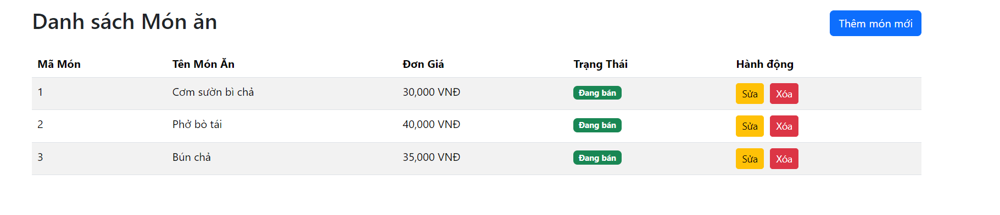 Danh sách Món ăn Thêm món mới
Mã Món Tên Món Ăn Đơn Giá Trạng Thái Hành động
1 Cơm sườn bì chả 30,000 VNĐ Đang bán Sửa Xóa
2 Phở bò tái 40,000 VNĐ Đang bán Sửa Xóa
3 Bún chả 35,000 VNĐ Đang bán Sửa Xóa